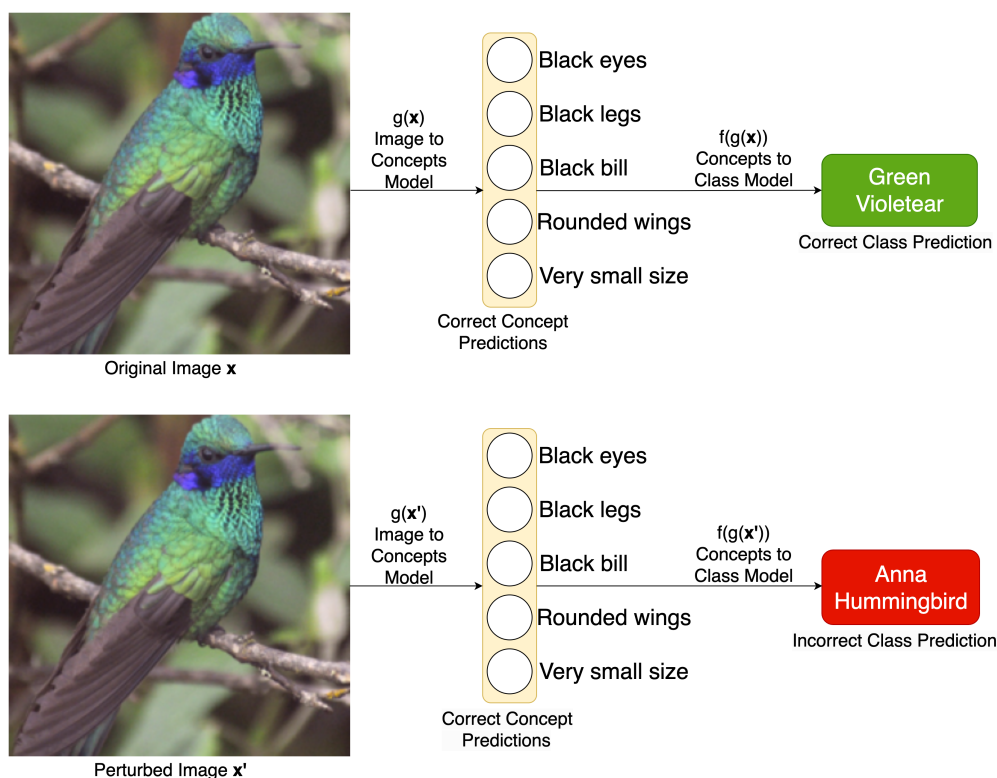 g(x)
Image to
Concepts
Model
Black eyes
Black legs
Black bill
Rounded wings
Very small size
Correct Concept
Predictions
f(g(x))
Concepts to
Class Model
Green
Violetear
Correct Class Prediction
Original Image x
g(x')
Image to
Concepts
Model
Black eyes
Black legs
Black bill
Rounded wings
Very small size
Correct Concept
Predictions
f(g(x'))
Concepts to
Class Model
Anna
Hummingbird
Incorrect Class Prediction
Perturbed Image x'